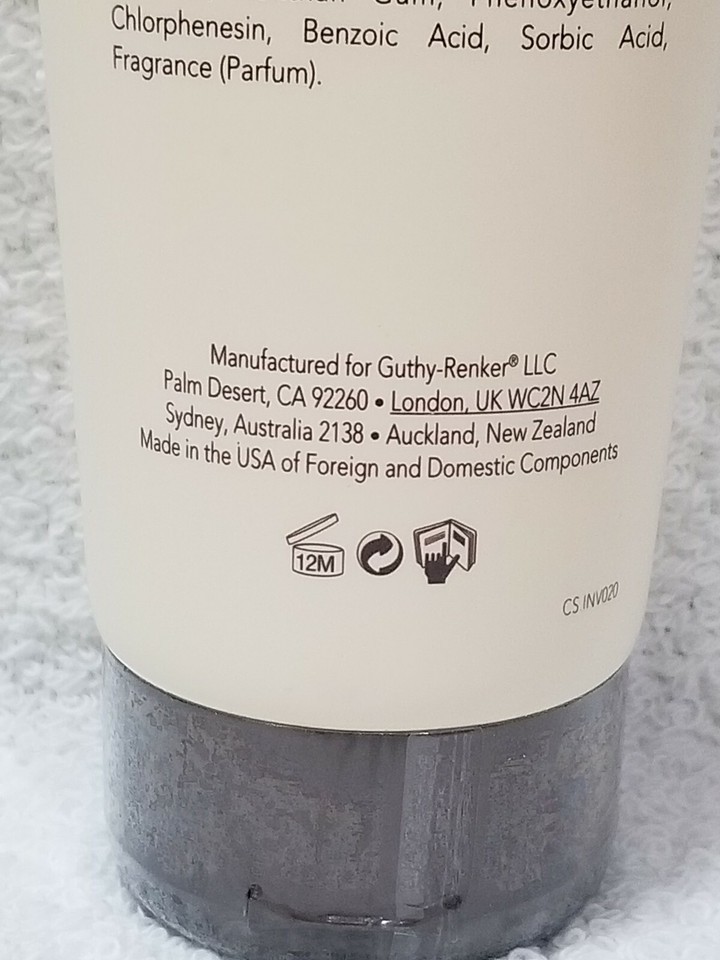 Gum, Phenoxyethanol,
Chlorphenesin, Benzoic Acid, Sorbic Acid,
Fragrance (Parfum).
Manufactured for Guthy-Renker® LLC
Palm Desert, CA 92260 • London, UK WC2N 4AZ
Sydney, Australia 2138 • Auckland, New Zealand
Made in the USA of Foreign and Domestic Components
12M
CS INV020